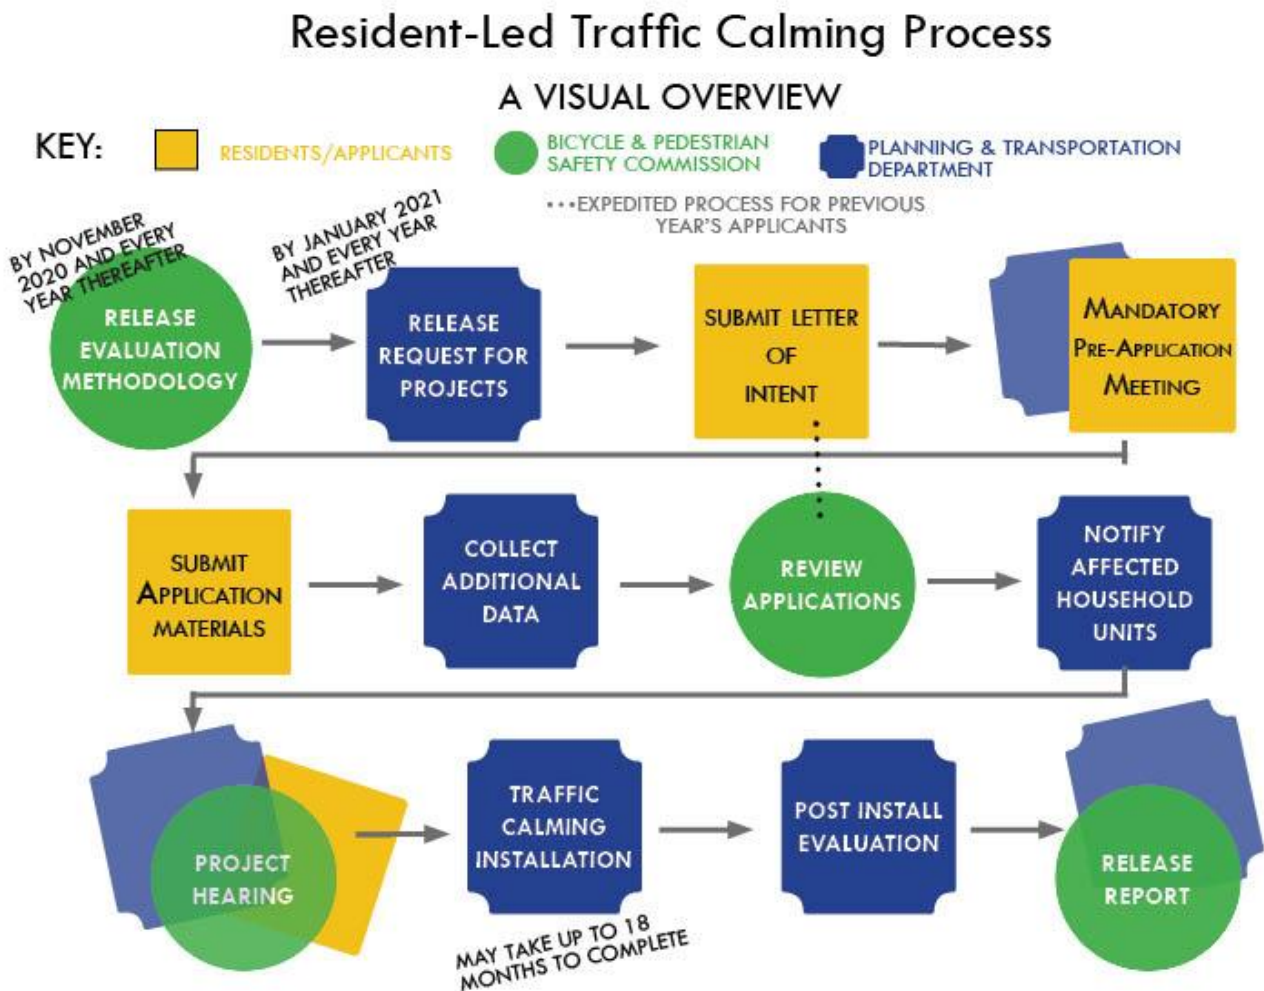 Resident-Led Traffic Calming Process
A VISUAL OVERVIEW
KEY:
RESIDENTS/APPLICANTS
BICYCLE & PEDESTRIAN
SAFETY COMMISSION
PLANNING & TRANSPORTATION
DEPARTMENT
•••EXPEDITED PROCESS FOR PREVIOUS
YEAR'S APPLICANTS
BY NOVEMBER
2020 AND EVERY
YEAR THEREAFTER
RELEASE
EVALUATION
METHODOLOGY
BY JANUARY 2021
AND EVERY YEAR
THEREAFTER
RELEASE
REQUEST FOR
PROJECTS
SUBMIT LETTER
OF
INTENT
MANDATORY
PRE-APPLICATION
MEETING
SUBMIT
APPLICATION
MATERIALS
COLLECT
ADDITIONAL
DATA
REVIEW
APPLICATIONS
NOTIFY
AFFECTED
HOUSEHOLD
UNITS
PROJECT
HEARING
TRAFFIC
CALMING
INSTALLATION
MAY TAKE UP TO 18
MONTHS TO COMPLETE
POST INSTALL
EVALUATION
RELEASE
REPORT